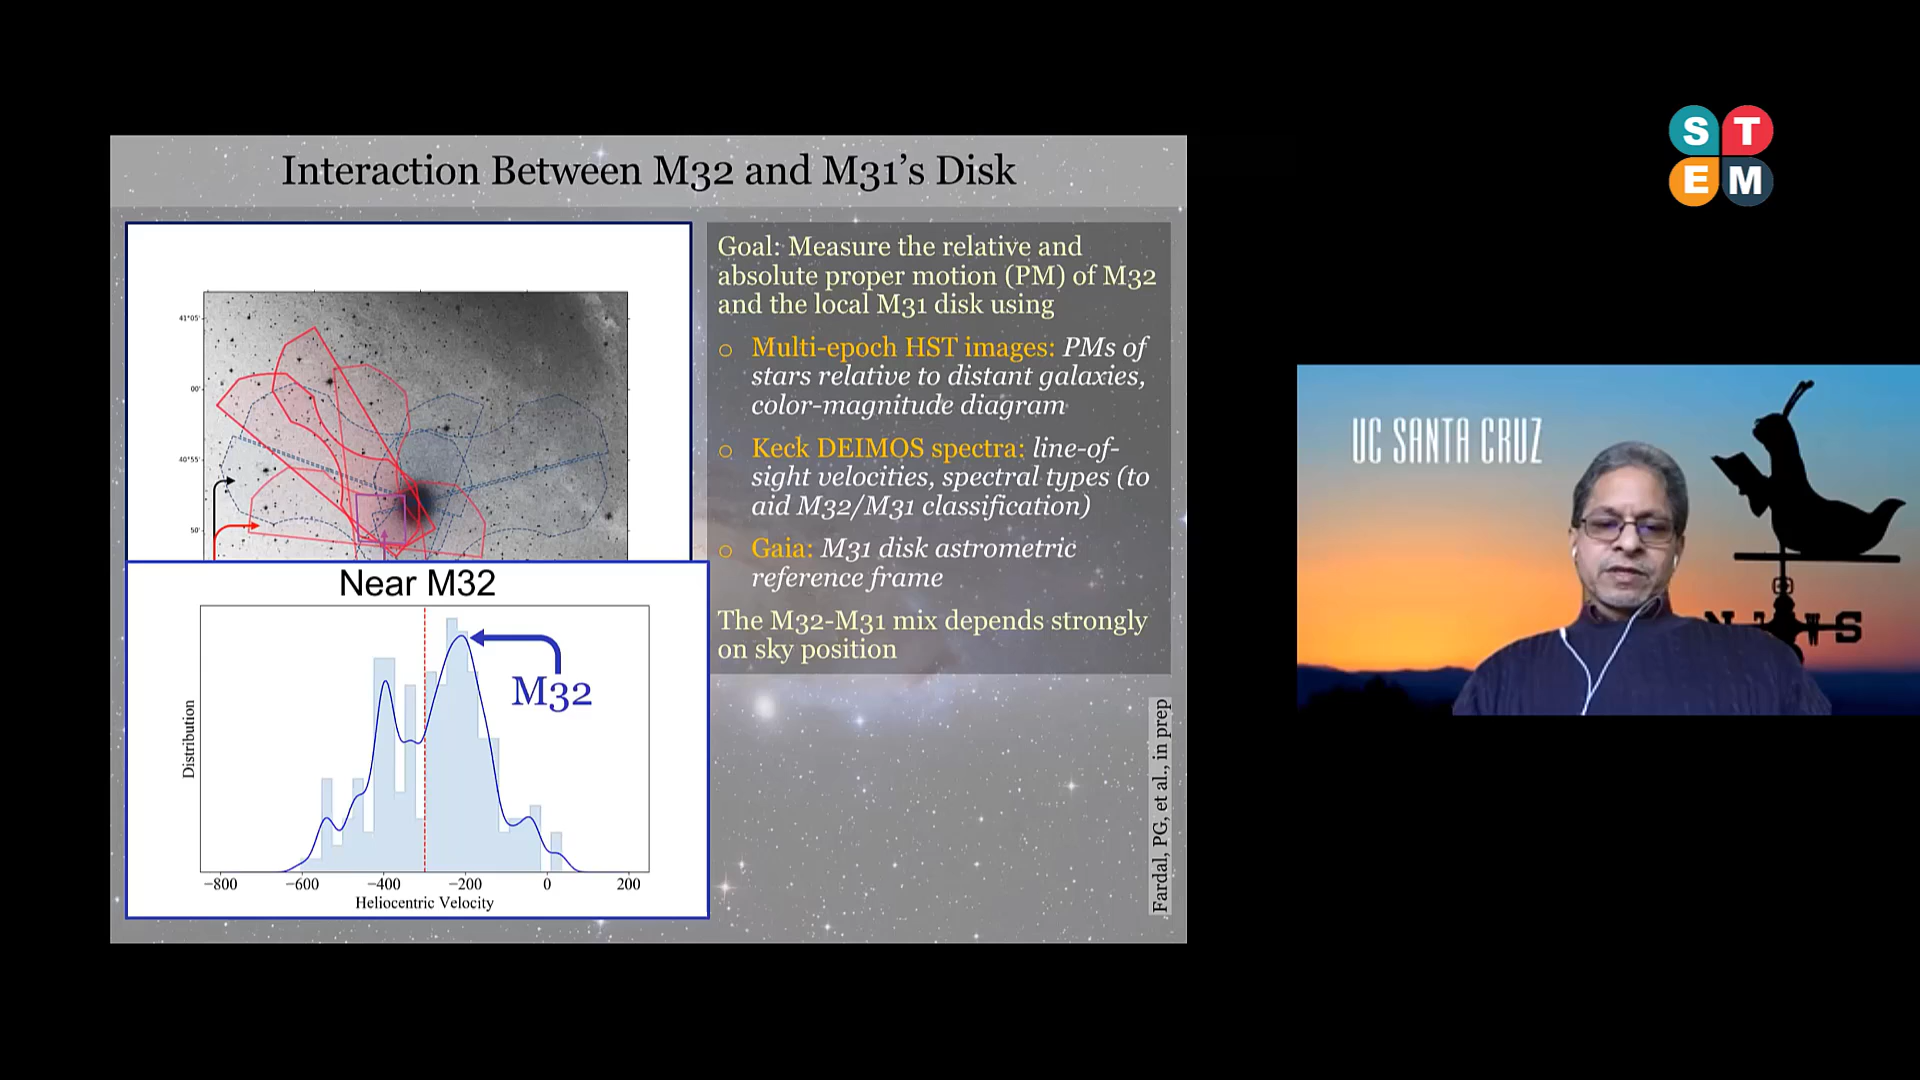 Interaction Between M32 and M31's Disk
41°05'
00'
40°55'
50'
Near M32
M32
Distribution
−800
−600
−400
−200
0
200
Heliocentric Velocity
Goal: Measure the relative and
absolute proper motion (PM) of M32
and the local M31 disk using
o Multi-epoch HST images: PMs of
stars relative to distant galaxies,
color-magnitude diagram
o Keck DEIMOS spectra: line-of-
sight velocities, spectral types (to
aid M32/M31 classification)
o Gaia: M31 disk astrometric
reference frame
The M32-M31 mix depends strongly
on sky position
Fardal, PG, et al., in prep
S T
E M
UC SANTA CRUZ
N
S